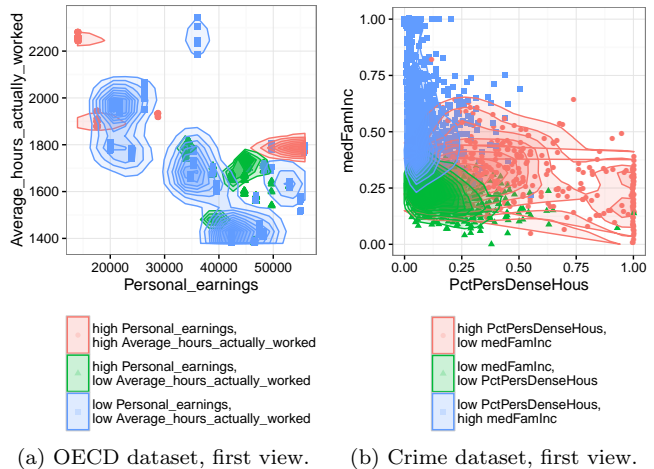 2200
2000
1800
1600
1400
Average_hours_actually_worked
20000 30000 40000 50000
Personal_earnings
high Personal_earnings,
high Average_hours_actually_worked
high Personal_earnings,
low Average_hours_actually_worked
low Personal_earnings,
low Average_hours_actually_worked
(a) OECD dataset, first view.
1.00
0.75
0.50
0.25
0.00
medFamInc
0.00 0.25 0.50 0.75 1.00
PctPersDenseHous
high PctPersDenseHous,
low medFamInc
low medFamInc,
low PctPersDenseHous
low PctPersDenseHous,
high medFamInc
(b) Crime dataset, first view.